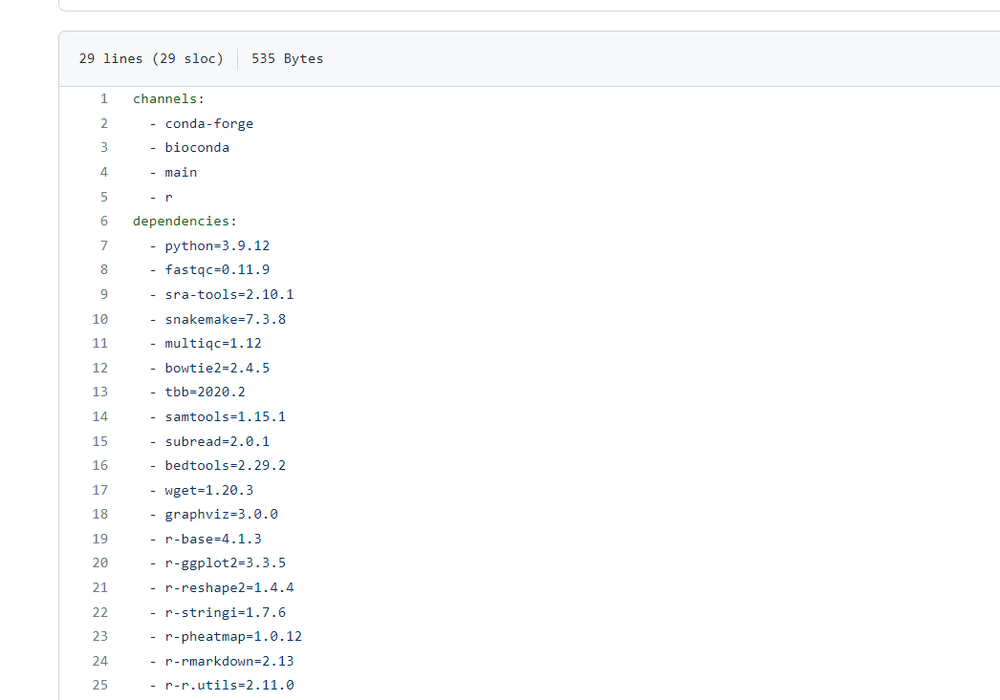 29 lines (29 sloc) 535 Bytes
1 channels:
2 - conda-forge
3 - bioconda
4 - main
5 - r
6 dependencies:
7 - python=3.9.12
8 - fastqc=0.11.9
9 - sra-tools=2.10.1
10 - snakemake=7.3.8
11 - multiqc=1.12
12 - bowtie2=2.4.5
13 - tbb=2020.2
14 - samtools=1.15.1
15 - subread=2.0.1
16 - bedtools=2.29.2
17 - wget=1.20.3
18 - graphviz=3.0.0
19 - r-base=4.1.3
20 - r-ggplot2=3.3.5
21 - r-reshape2=1.4.4
22 - r-stringi=1.7.6
23 - r-pheatmap=1.0.12
24 - r-rmarkdown=2.13
25 - r-r.utils=2.11.0